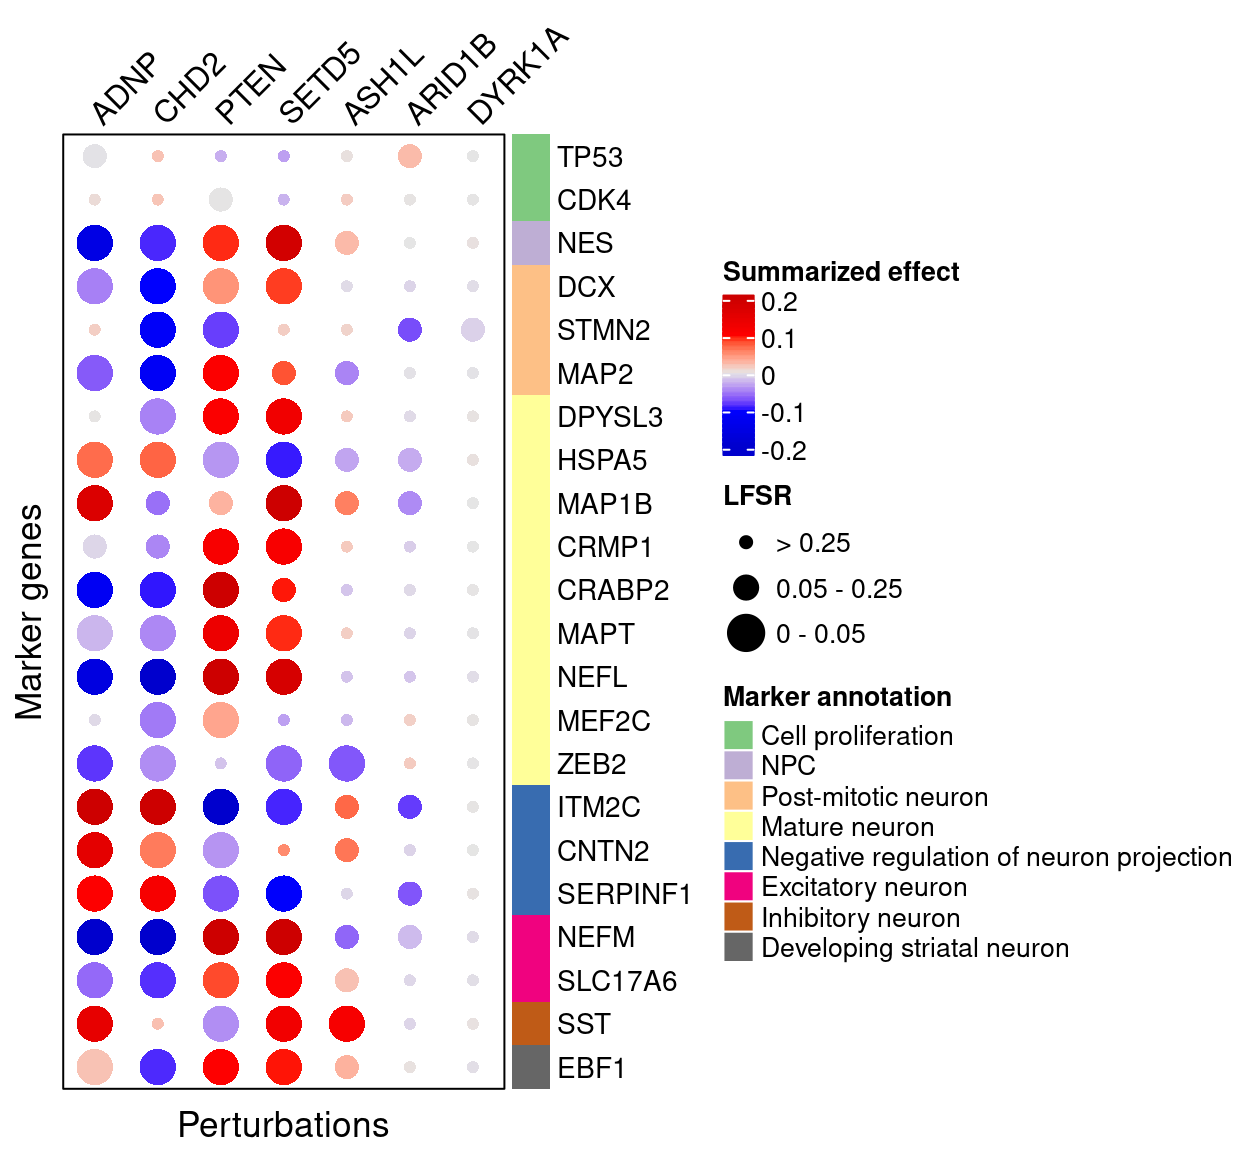 ADNP
CHD2
PTEN
SETD5
ASH1L
ARID1B
DYRK1A
TP53
CDK4
NES
DCX
STMN2
MAP2
DPYSL3
HSPA5
MAP1B
CRMP1
CRABP2
MAPT
NEFL
MEF2C
ZEB2
ITM2C
CNTN2
SERPINF1
NEFM
SLC17A6
SST
EBF1
Marker genes
Perturbations
Summarized effect
0.2
0.1
0
-0.1
-0.2
LFSR
> 0.25
0.05 - 0.25
0 - 0.05
Marker annotation
Cell proliferation
NPC
Post-mitotic neuron
Mature neuron
Negative regulation of neuron projection
Excitatory neuron
Inhibitory neuron
Developing striatal neuron